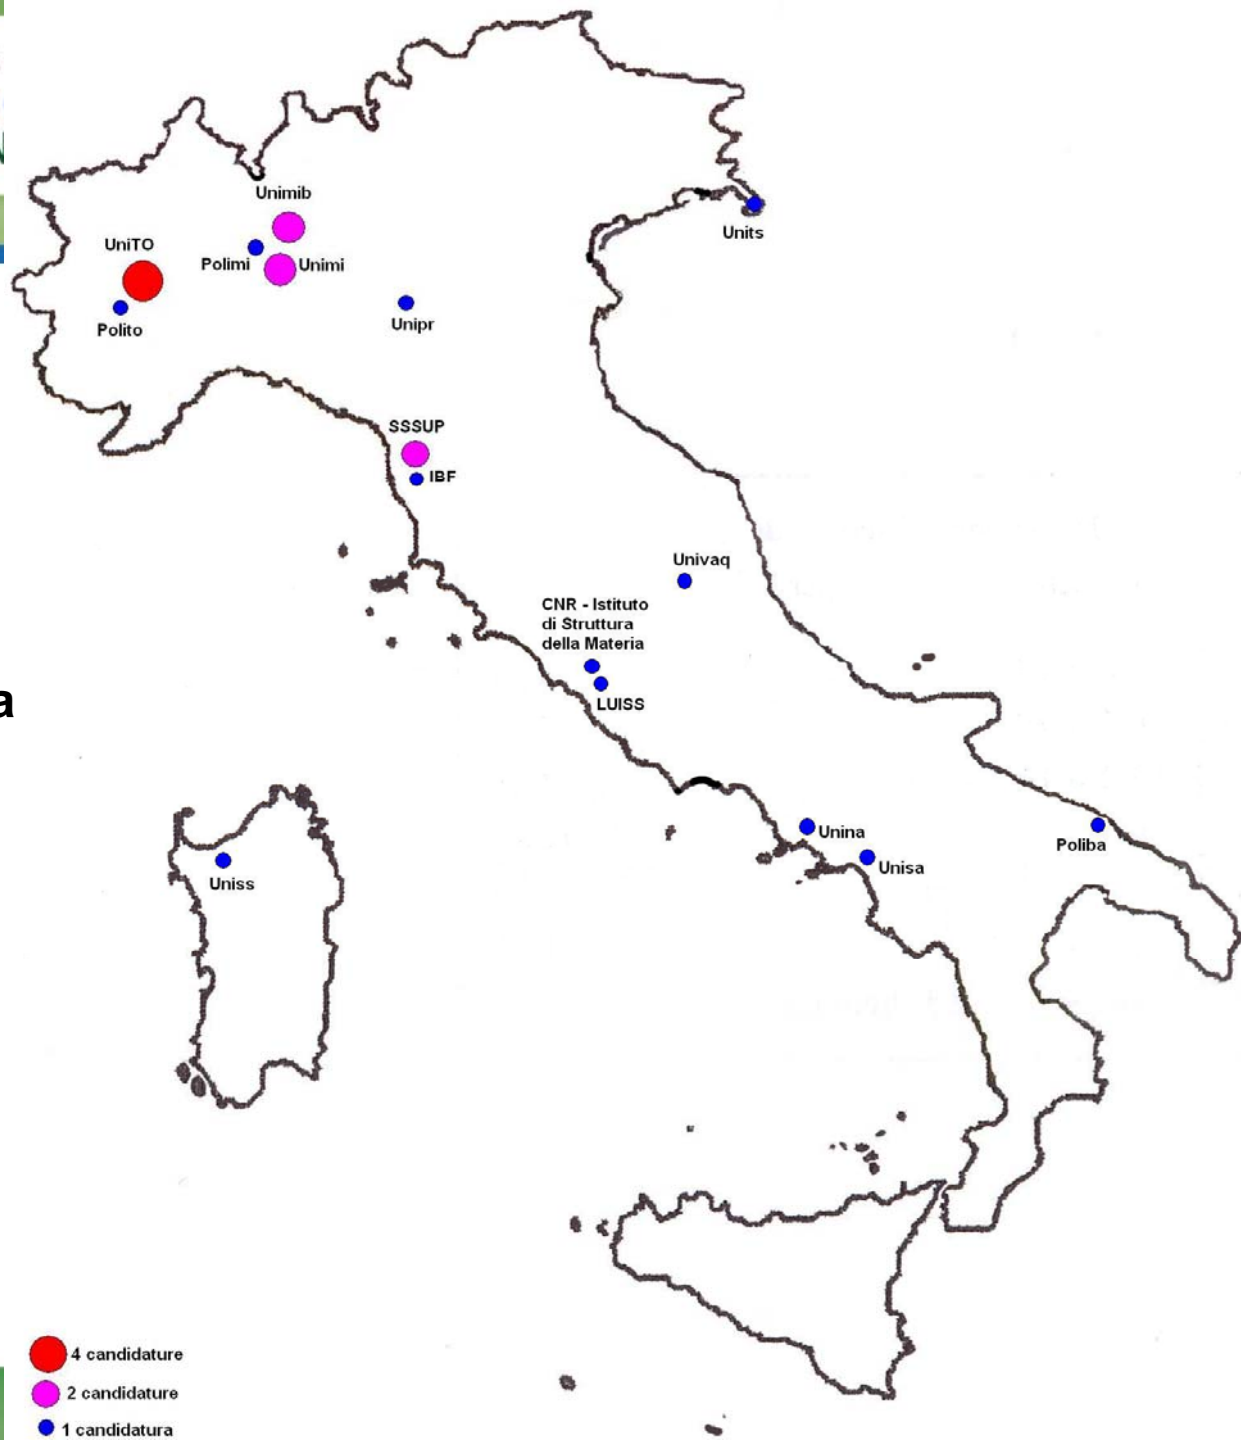 Unimib
Units
UniTO
Polimi
Unimi
Polito
Unipr
SSSUP
IBF
Univaq
CNR - Istituto
di Struttura
della Materia
LUISS
a
Unina
Poliba
Unisa
Uniss
4 candidature
2 candidature
1 candidatura